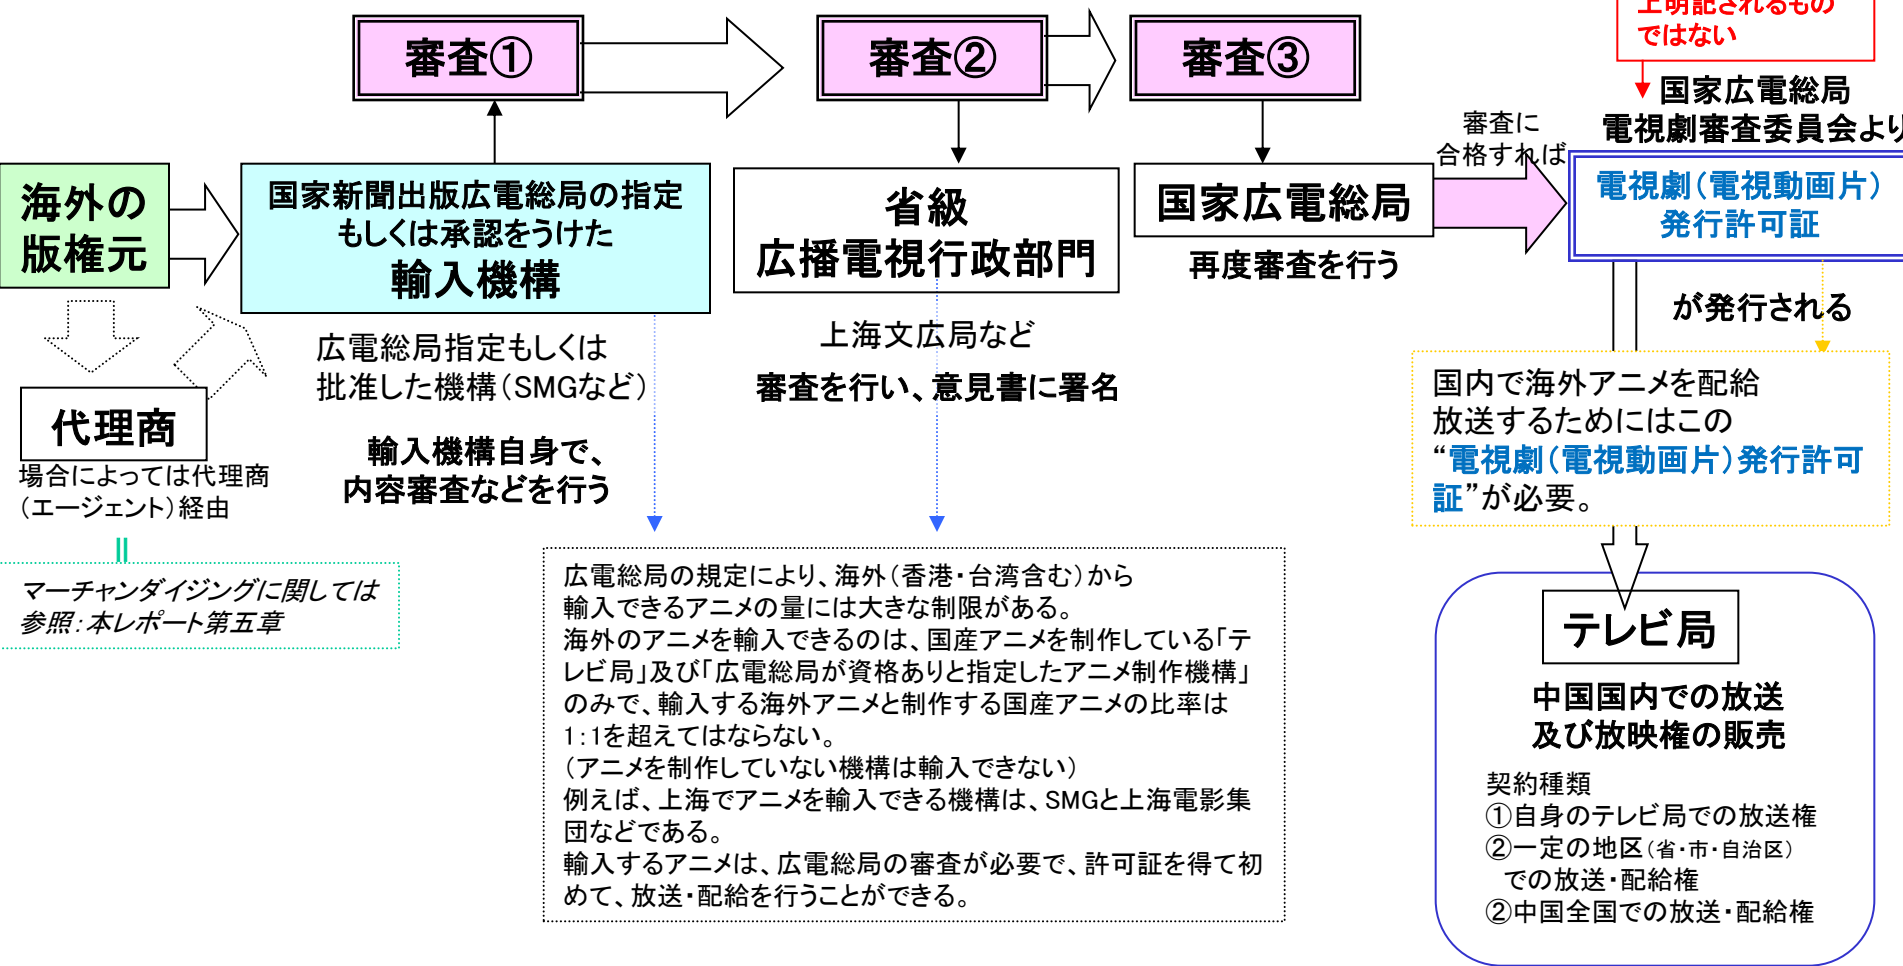 審査①
審査②
審査③
上明記されるもの
ではない
国家広電総局
電視劇審査委員会より
審査に
合格すれば
海外の
版権元
国家新聞出版広電総局の指定
もしくは承認をうけた
輸入機構
省級
広播電視行政部門
国家広電総局
再度審査を行う
電視劇（電視動画片）
発行許可証
が発行される
広電総局指定もしくは
批准した機構（SMGなど）
輸入機構自身で、
内容審査などを行う
上海文広局など
審査を行い、意見書に署名
代理商
場合によっては代理商
（エージェント）経由
||
マーチャンダイジングに関しては
参照：本レポート第五章
国内で海外アニメを配給
放送するためにはこの
“電視劇（電視動画片）発行許可
証”が必要。
広電総局の規定により、海外（香港・台湾含む）から
輸入できるアニメの量には大きな制限がある。
海外のアニメを輸入できるのは、国産アニメを制作している「テ
レビ局」及び「広電総局が資格ありと指定したアニメ制作機構」
のみで、輸入する海外アニメと制作する国産アニメの比率は
1：1を超えてはならない。
（アニメを制作していない機構は輸入できない）
例えば、上海でアニメを輸入できる機構は、SMGと上海電影集
団などである。
輸入するアニメは、広電総局の審査が必要で、許可証を得て初
めて、放送・配給を行うことができる。
テレビ局
中国国内での放送
及び放映権の販売
契約種類
①自身のテレビ局での放送権
②一定の地区（省・市・自治区）
での放送・配給権
②中国全国での放送・配給権